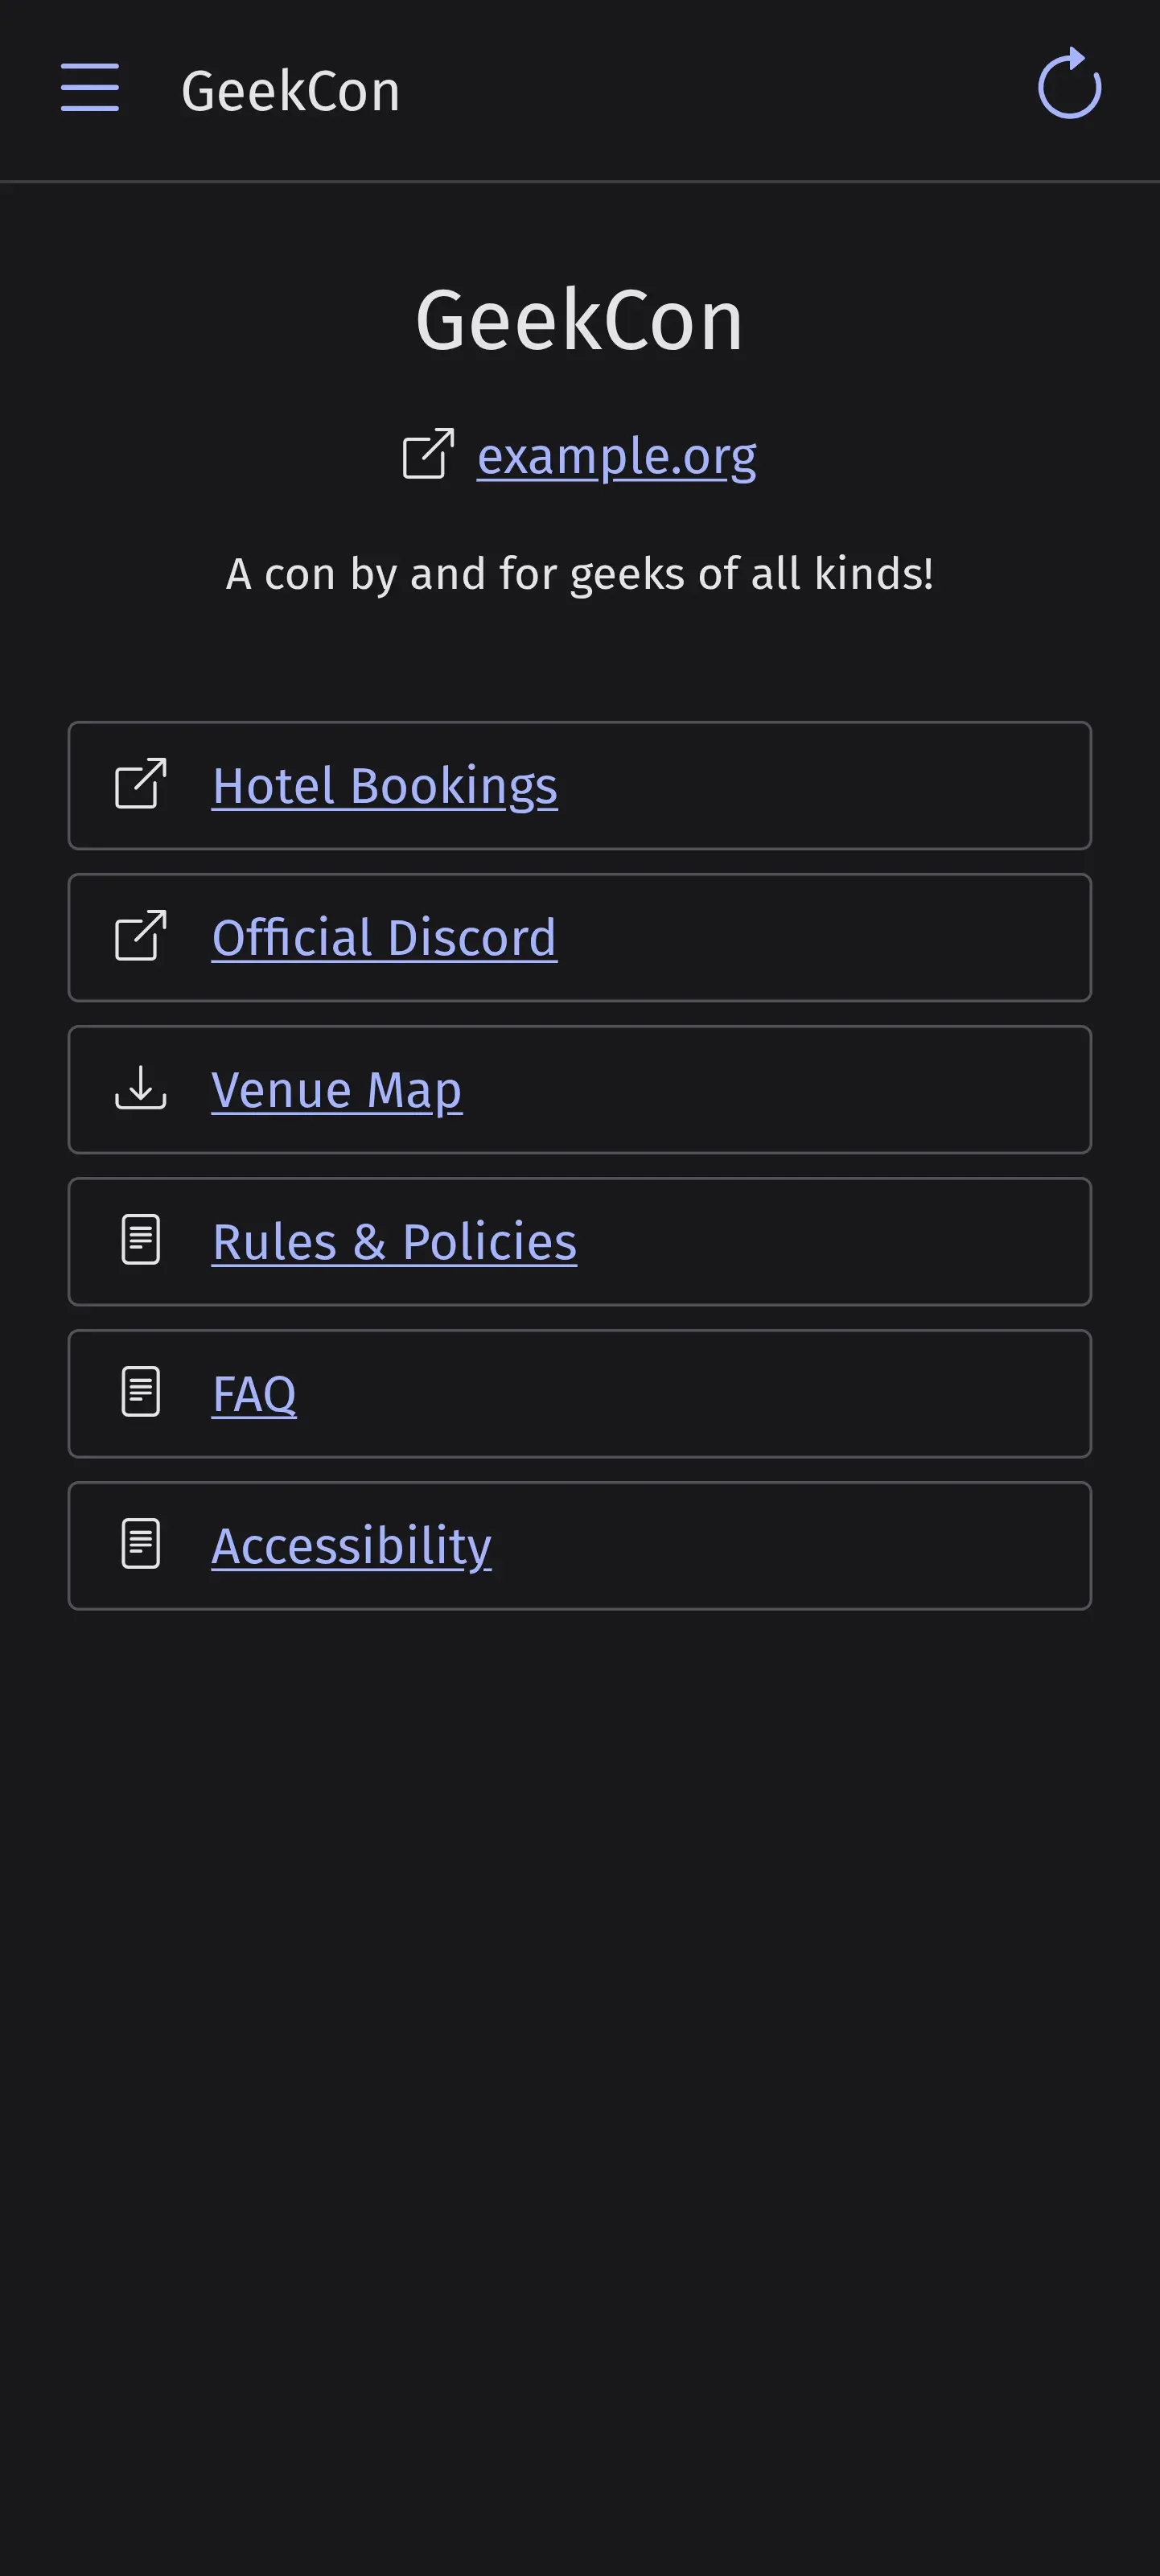 GeekCon
GeekCon
example.org
A con by and for geeks of all kinds!
Hotel Bookings
Official Discord
Venue Map
Rules & Policies
FAQ
Accessibility